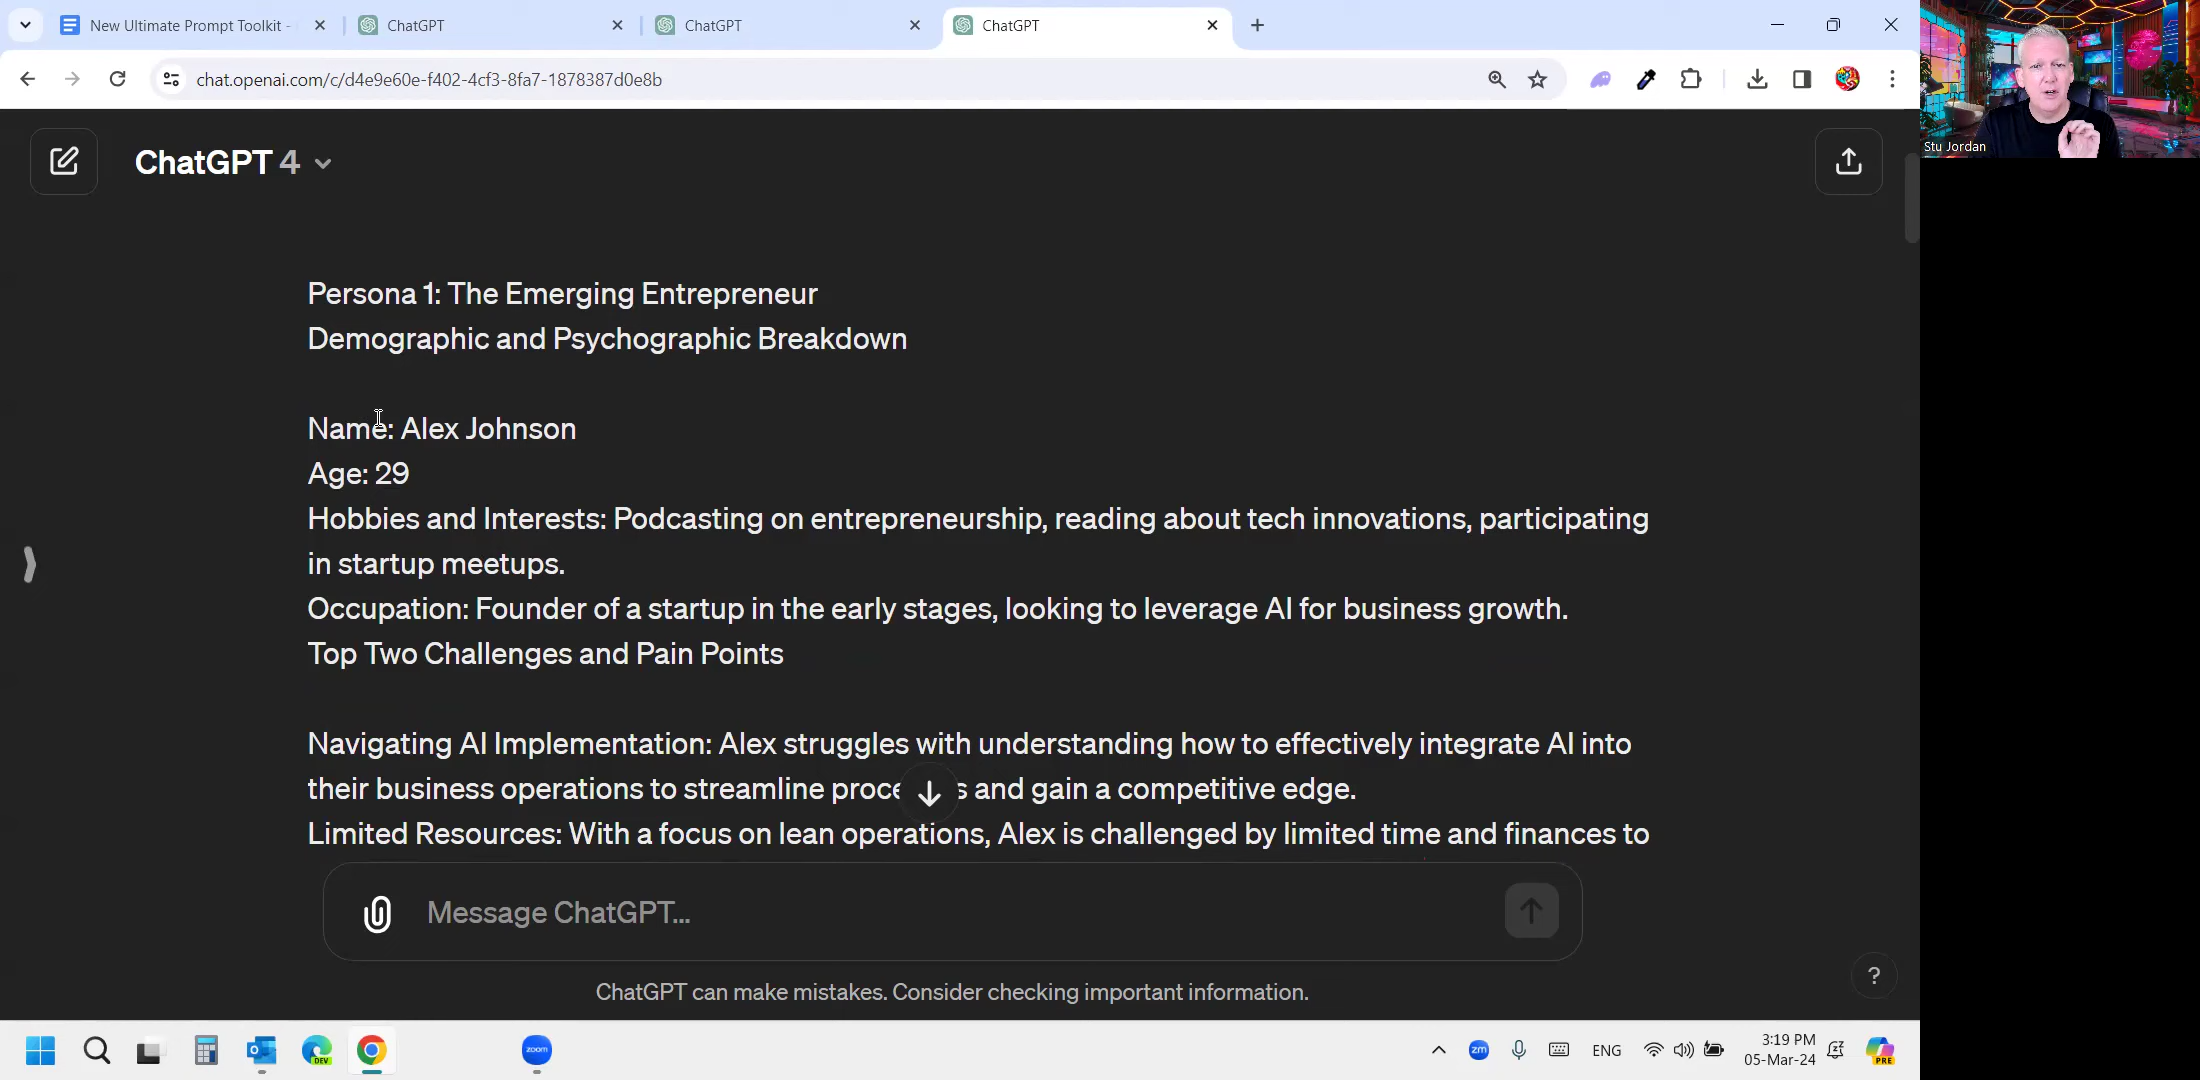 New Ultimate Prompt Toolkit -
ChatGPT
ChatGPT
ChatGPT
chat.openai.com/c/d4e9e60e-f402-4cf3-8fa7-1878387d0e8b
Stu Jordan
ChatGPT 4
Persona 1: The Emerging Entrepreneur
Demographic and Psychographic Breakdown
Name: Alex Johnson
Age: 29
Hobbies and Interests: Podcasting on entrepreneurship, reading about tech innovations, participating
in startup meetups.
Occupation: Founder of a startup in the early stages, looking to leverage AI for business growth.
Top Two Challenges and Pain Points
Navigating AI Implementation: Alex struggles with understanding how to effectively integrate AI into
their business operations to streamline proce s and gain a competitive edge.
Limited Resources: With a focus on lean operations, Alex is challenged by limited time and finances to
Message ChatGPT...
?
ChatGPT can make mistakes. Consider checking important information.
DEV
zoom
zm
ENG
3:19 PM
05-Mar-24
PRE